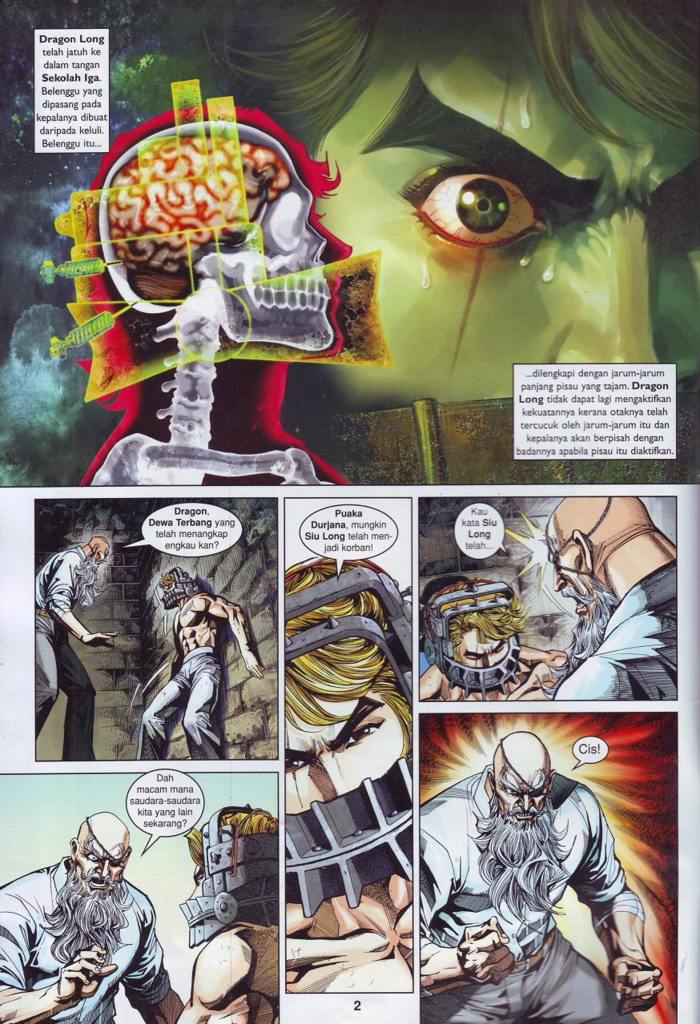 Dragon Long
telah jatuh ke
dalam tangan
Sekolah Iga.
Belenggu yang
dipasang pada
kepalanya dibuat
daripada keluli.
Belenggu itu...
...dilengkapi dengan jarum-jarum
panjang pisau yang tajam. Dragon
Long tidak dapat lagi mengaktifkan
kekuatannya kerana otaknya telah
tercucuk oleh jarum-jarum itu dan
kepalanya akan berpisah dengan
badannya apabila pisau itu diaktifkan.
Dragon,
Dewa Terbang yang
telah menangkap
engkau kan?
Dah
macam mana
saudara-saudara
kita yang lain
sekarang?
Puaka
Durjana, mungkin
Siu Long telah men-
jadi korban!
Kau
kata Siu
Long
telah...
Cis!
2